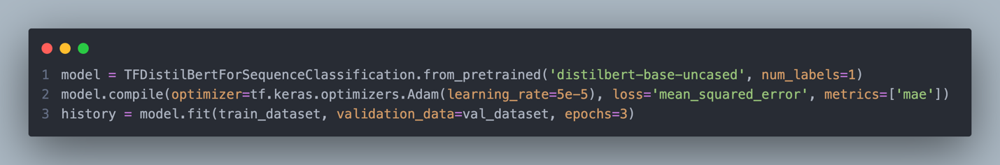 1 model = TFDistilBertForSequenceClassification.from_pretrained('distilbert-base-uncased', num_labels=1)
2 model.compile(optimizer=tf.keras.optimizers.Adam(learning_rate=5e-5), loss='mean_squared_error', metrics=['mae'])
3 history = model.fit(train_dataset, validation_data=val_dataset, epochs=3)